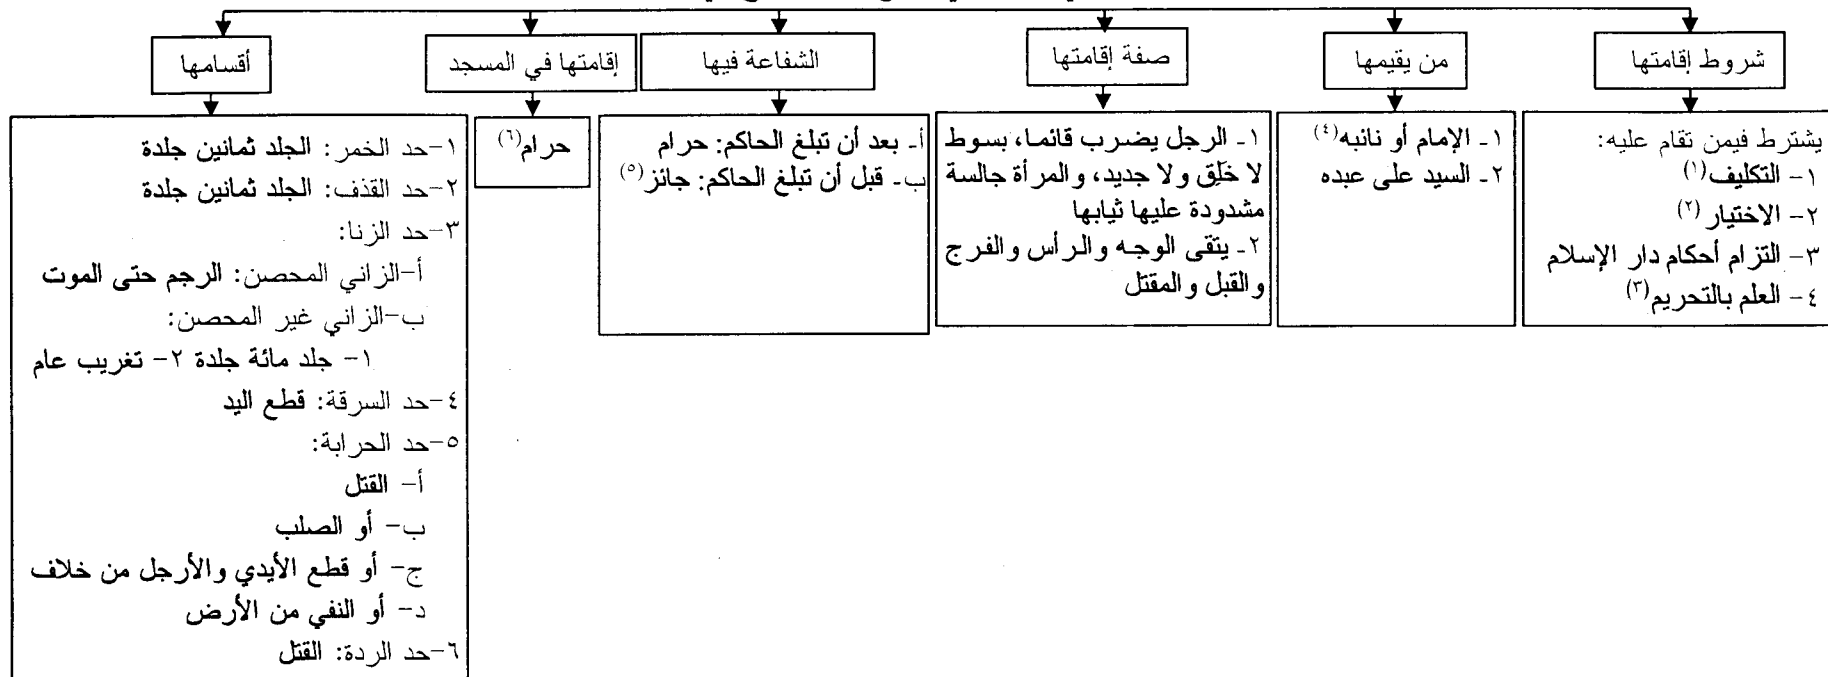 شروط إقامتها
يشترط فيمن تقام عليه:
١- التكليف(١)
٢- الاختيار(٢)
٣- التزام أحكام دار الإسلام
٤- العلم بالتحريم(٣)
من يقيمها
١- الإمام أو نائبه(٤)
٢- السيد على عبده
صفة إقامتها
١- الرجل يضرب قائما، بسوط
لا خَلِق ولا جديد، والمرأة جالسة
مشدودة عليها ثيابها
٢- يتقى الوجه والرأس والفرج
والقبل والمقتل
الشفاعة فيها
أ- بعد أن تبلغ الحاكم: حرام
ب- قبل أن تبلغ الحاكم: جائز(٥)
إقامتها في المسجد
حرام(٦)
أقسامها
١-حد الخمر: الجلد ثمانين جلدة
٢-حد القذف: الجلد ثمانين جلدة
٣-حد الزنا:
أ-الزاني المحصن: الرجم حتى الموت
ب-الزاني غير المحصن:
١- جلد مائة جلدة ٢- تغريب عام
٤-حد السرقة: قطع اليد
٥-حد الحرابة:
أ- القتل
ب- أو الصلب
ج- أو قطع الأيدي والأرجل من خلاف
د- أو النفي من الأرض
٦-حد الردة: القتل